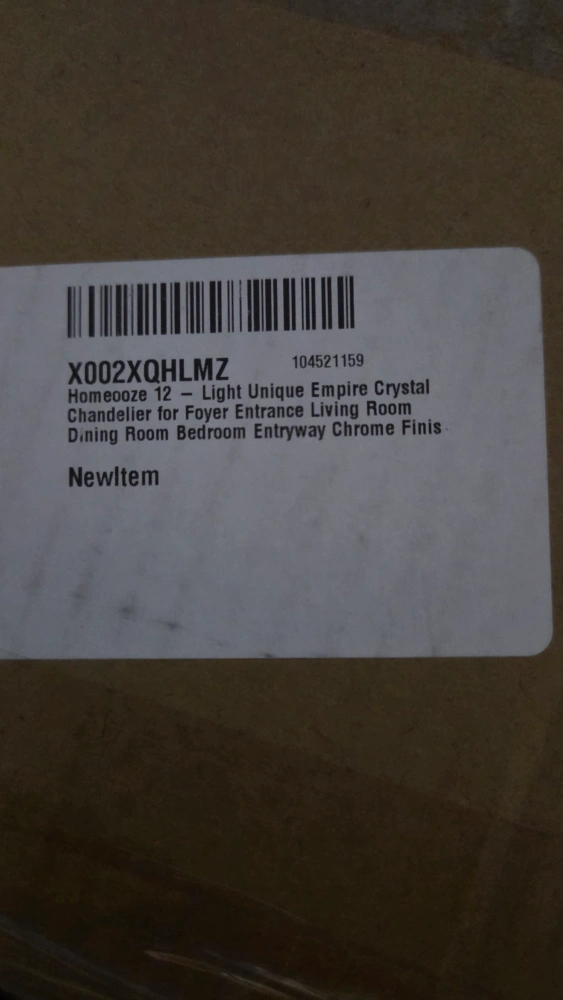 X002XQHLMZ 104521159
Homeooze 12 – Light Unique Empire Crystal
Chandelier for Foyer Entrance Living Room
Dining Room Bedroom Entryway Chrome Finis
NewItem